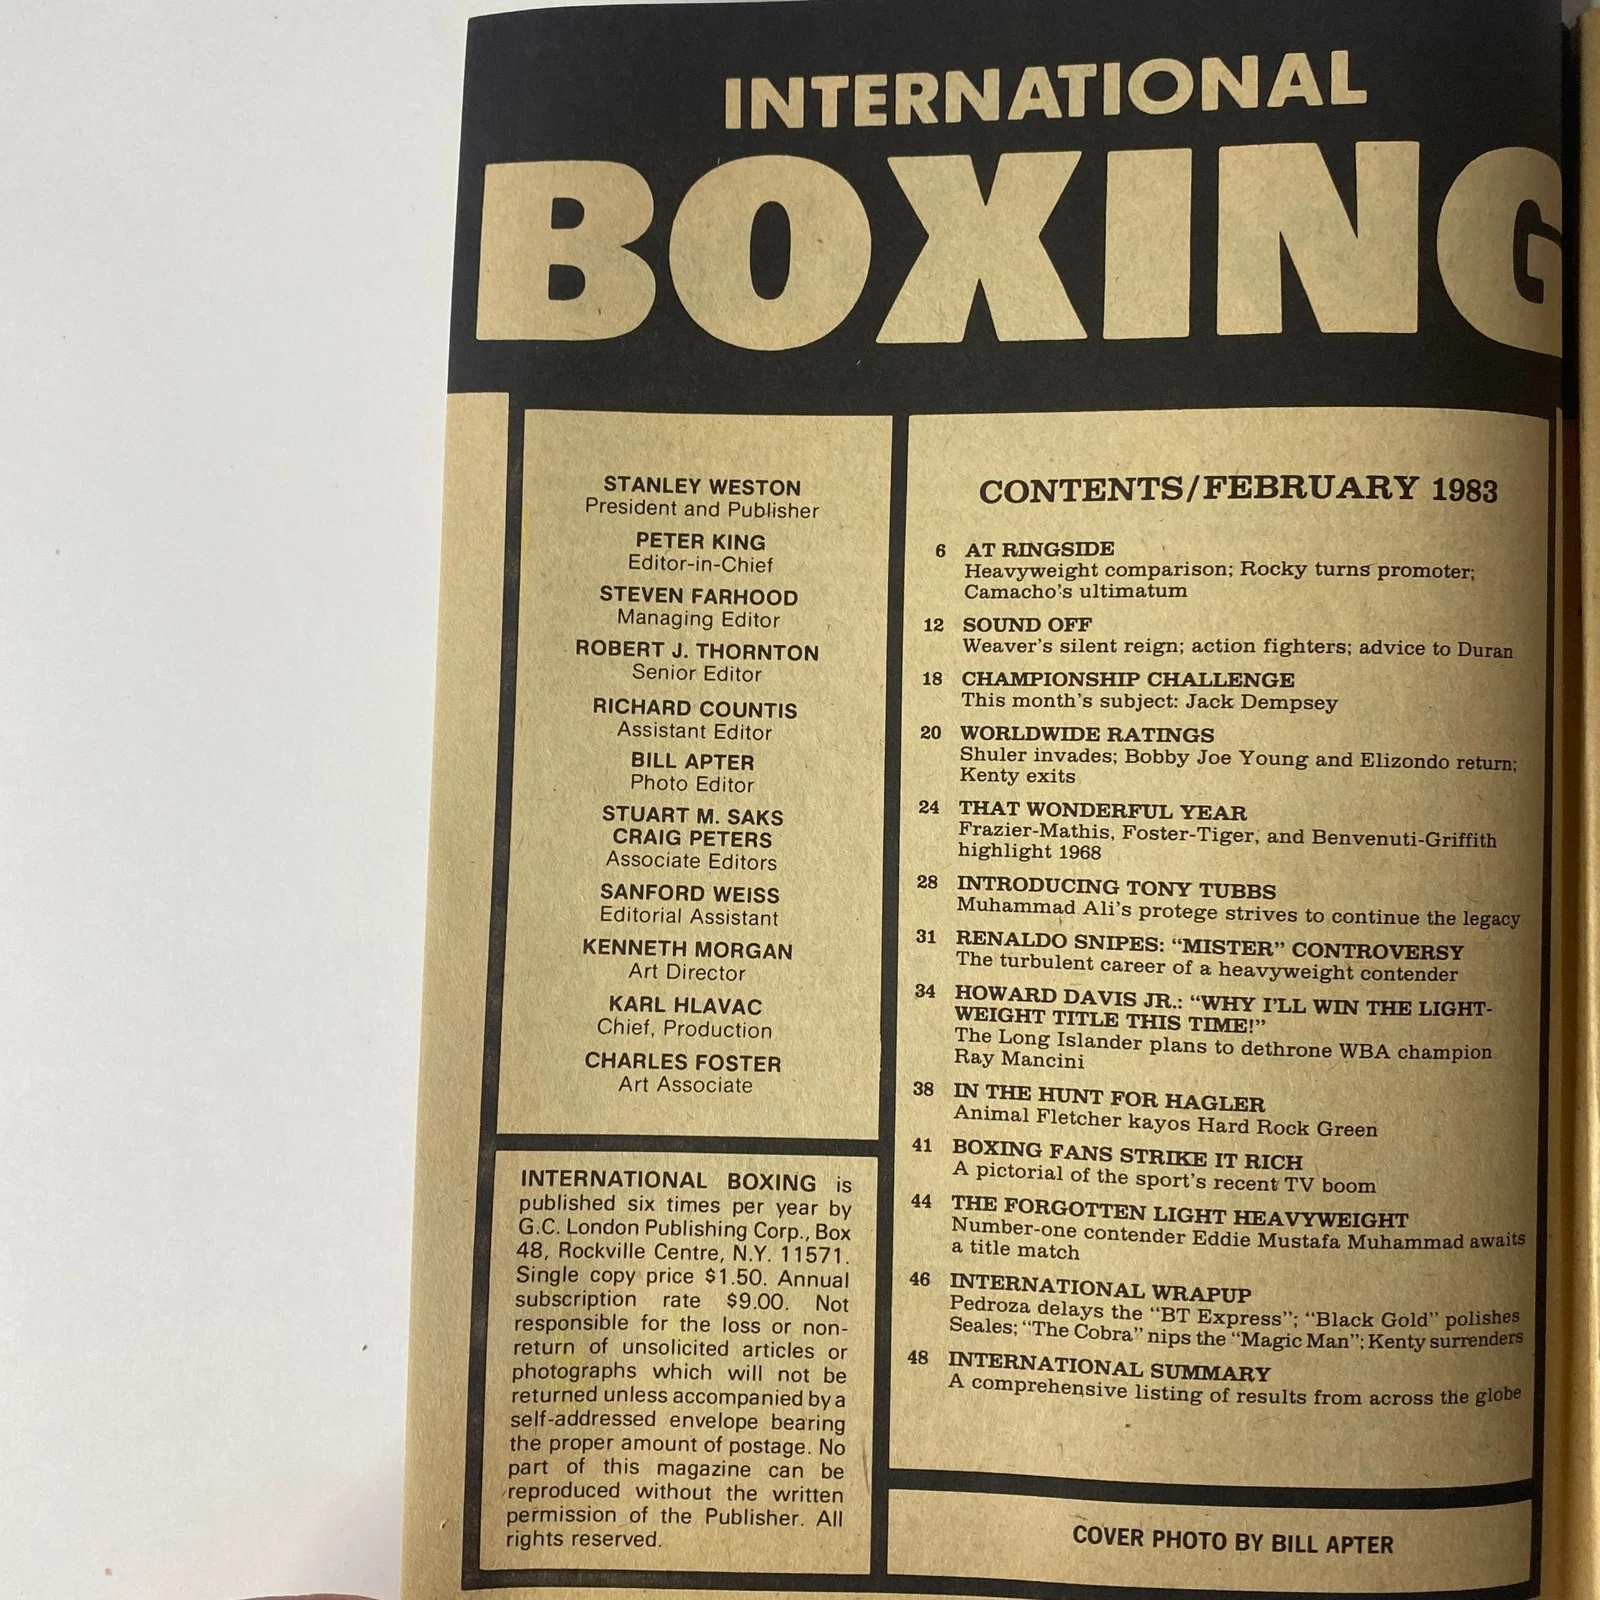 INTERNATIONAL
BOXING
STANLEY WESTON
President and Publisher
PETER KING
Editor-in-Chief
STEVEN FARHOOD
Managing Editor
ROBERT J. THORNTON
Senior Editor
RICHARD COUNTIS
Assistant Editor
BILL APTER
Photo Editor
STUART M. SAKS
CRAIG PETERS
Associate Editors
SANFORD WEISS
Editorial Assistant
KENNETH MORGAN
Art Director
KARL HLAVAC
Chief, Production
CHARLES FOSTER
Art Associate
INTERNATIONAL BOXING is
published six times per year by
G.C. London Publishing Corp., Box
48, Rockville Centre, N.Y. 11571.
Single copy price $1.50. Annual
subscription rate $9.00. Not
responsible for the loss or non-
return of unsolicited articles or
photographs which will not be
returned unless accompanied by a
self-addressed envelope bearing
the proper amount of postage. No
part of this magazine can be
reproduced without the written
permission of the Publisher. All
rights reserved.
CONTENTS/FEBRUARY 1983
6 AT RINGSIDE
Heavyweight comparison; Rocky turns promoter;
Camacho's ultimatum
12 SOUND OFF
Weaver's silent reign; action fighters; advice to Duran
18 CHAMPIONSHIP CHALLENGE
This month's subject: Jack Dempsey
20 WORLDWIDE RATINGS
Shuler invades; Bobby Joe Young and Elizondo return;
Kenty exits
24 THAT WONDERFUL YEAR
Frazier-Mathis, Foster-Tiger, and Benvenuti-Griffith
highlight 1968
28 INTRODUCING TONY TUBBS
Muhammad Ali's protege strives to continue the legacy
31 RENALDO SNIPES: "MISTER" CONTROVERSY
The turbulent career of a heavyweight contender
34 HOWARD DAVIS JR.: "WHY I'LL WIN THE LIGHT-
WEIGHT TITLE THIS TIME!"
The Long Islander plans to dethrone WBA champion
Ray Mancini
38 IN THE HUNT FOR HAGLER
Animal Fletcher kayos Hard Rock Green
41 BOXING FANS STRIKE IT RICH
A pictorial of the sport's recent TV boom
44 THE FORGOTTEN LIGHT HEAVYWEIGHT
Number-one contender Eddie Mustafa Muhammad awaits
a title match
46 INTERNATIONAL WRAPUP
Pedroza delays the "BT Express"; "Black Gold" polishes
Seales; "The Cobra" nips the "Magic Man"; Kenty surrenders
48 INTERNATIONAL SUMMARY
A comprehensive listing of results from across the globe
COVER PHOTO BY BILL APTER